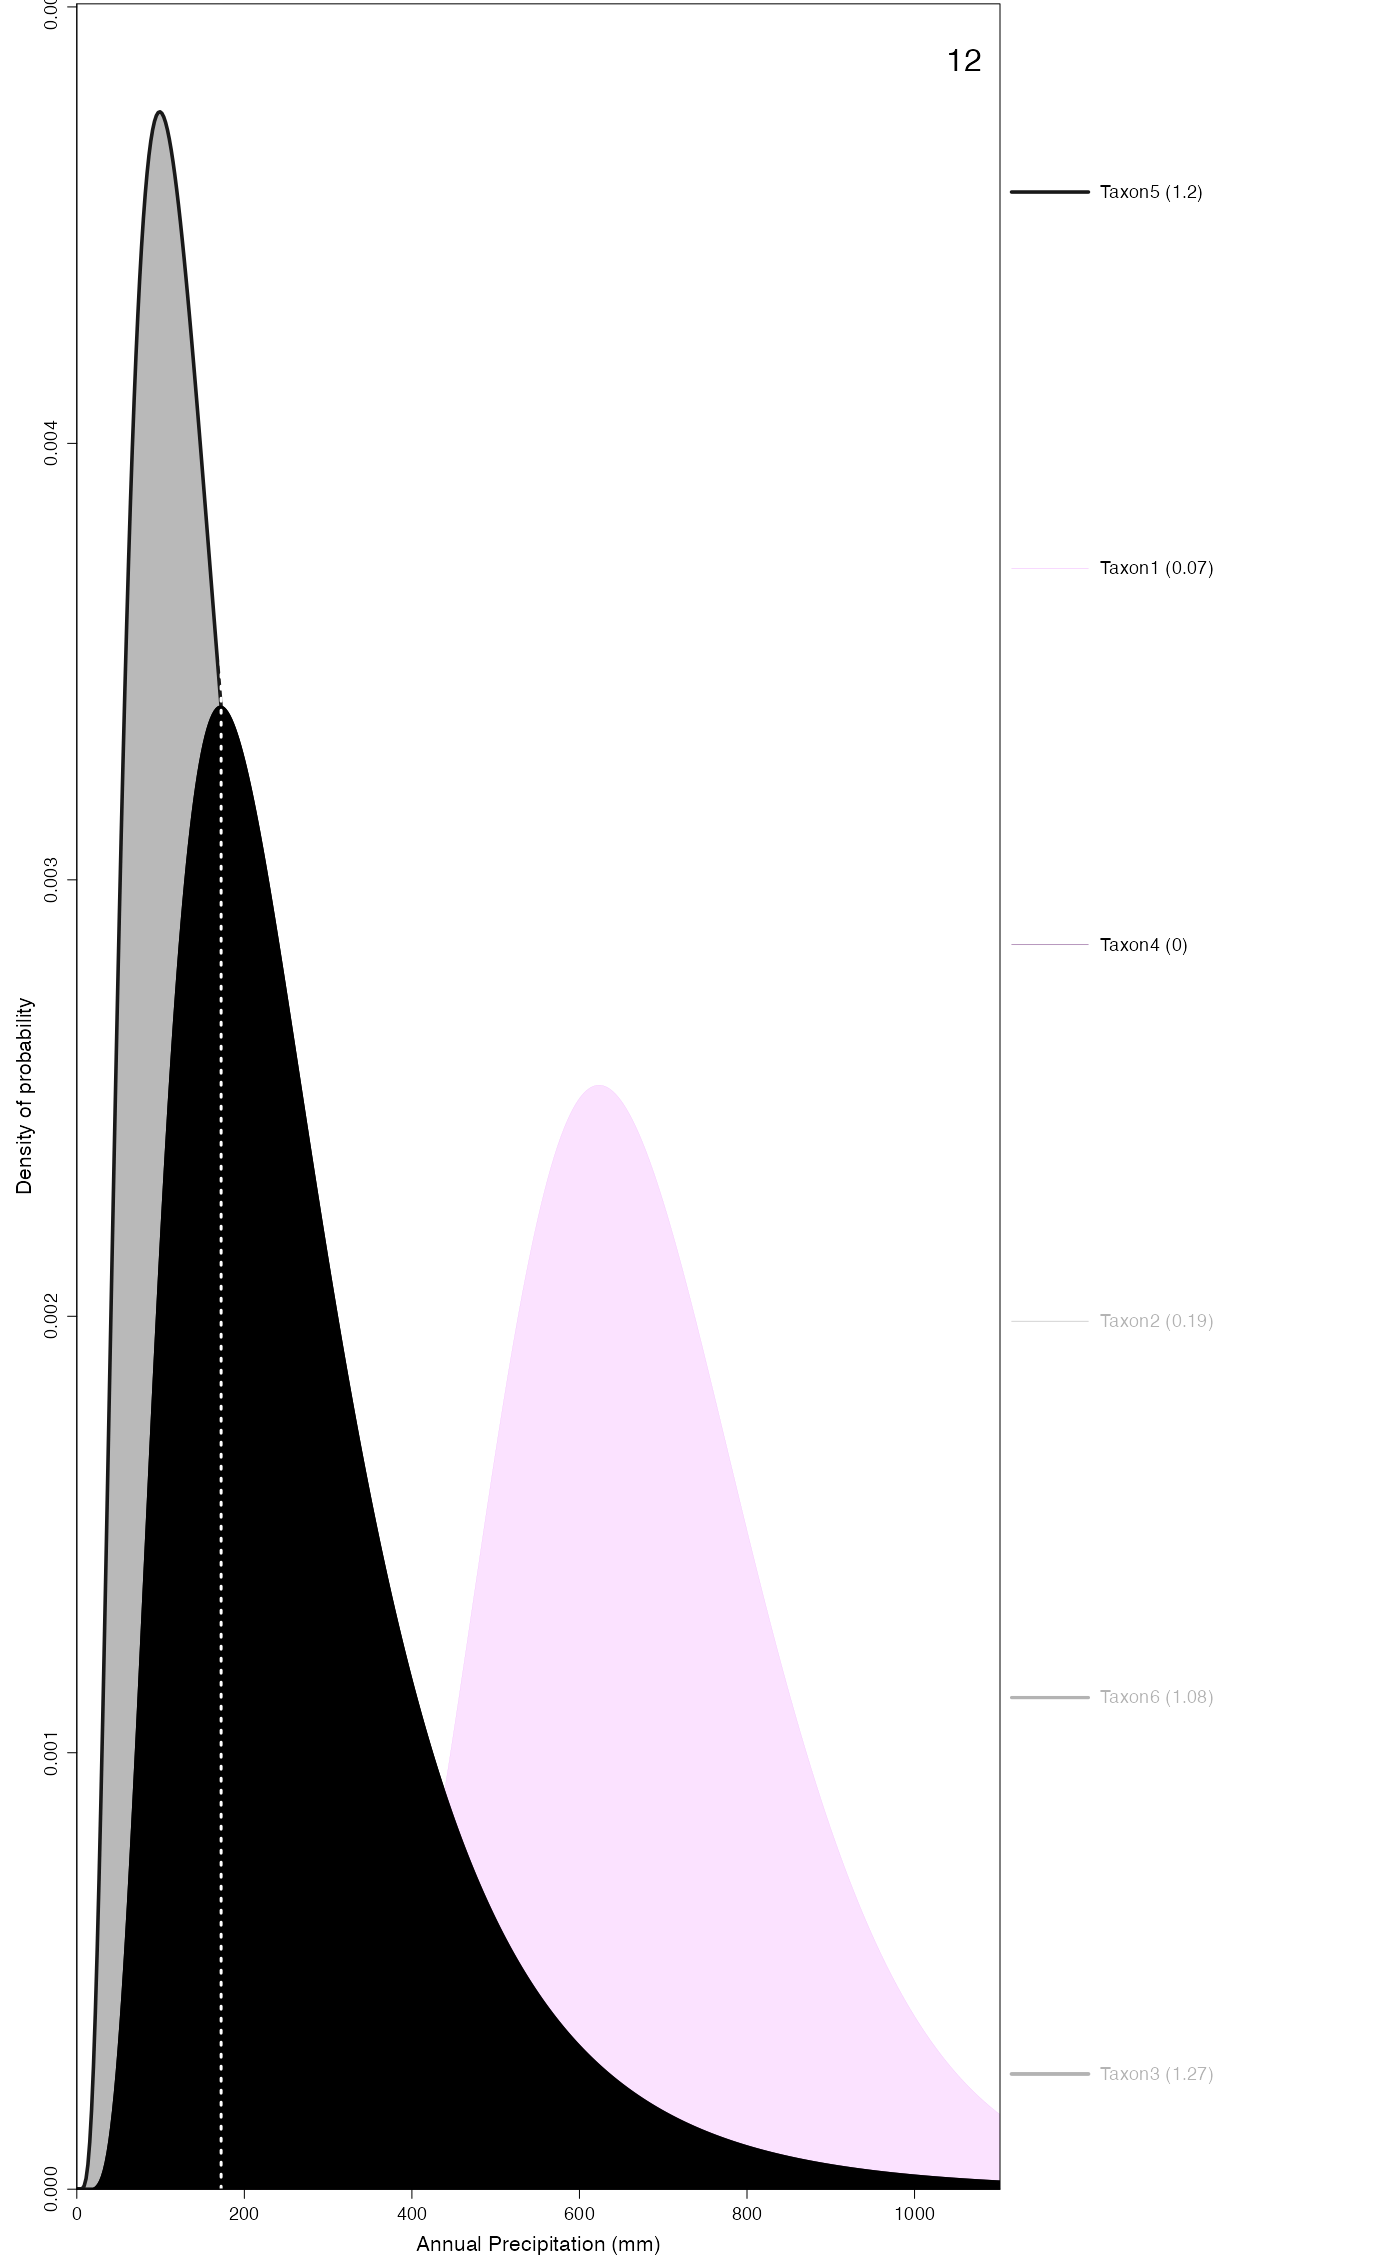 12
Taxon5 (1.2)
Taxon1 (0.07)
Taxon4 (0)
Taxon2 (0.19)
Taxon6 (1.08)
Taxon3 (1.27)
0.004
0.003
0.002
0.001
0.000
Density of probability
0 200 400 600 800 1000
Annual Precipitation (mm)